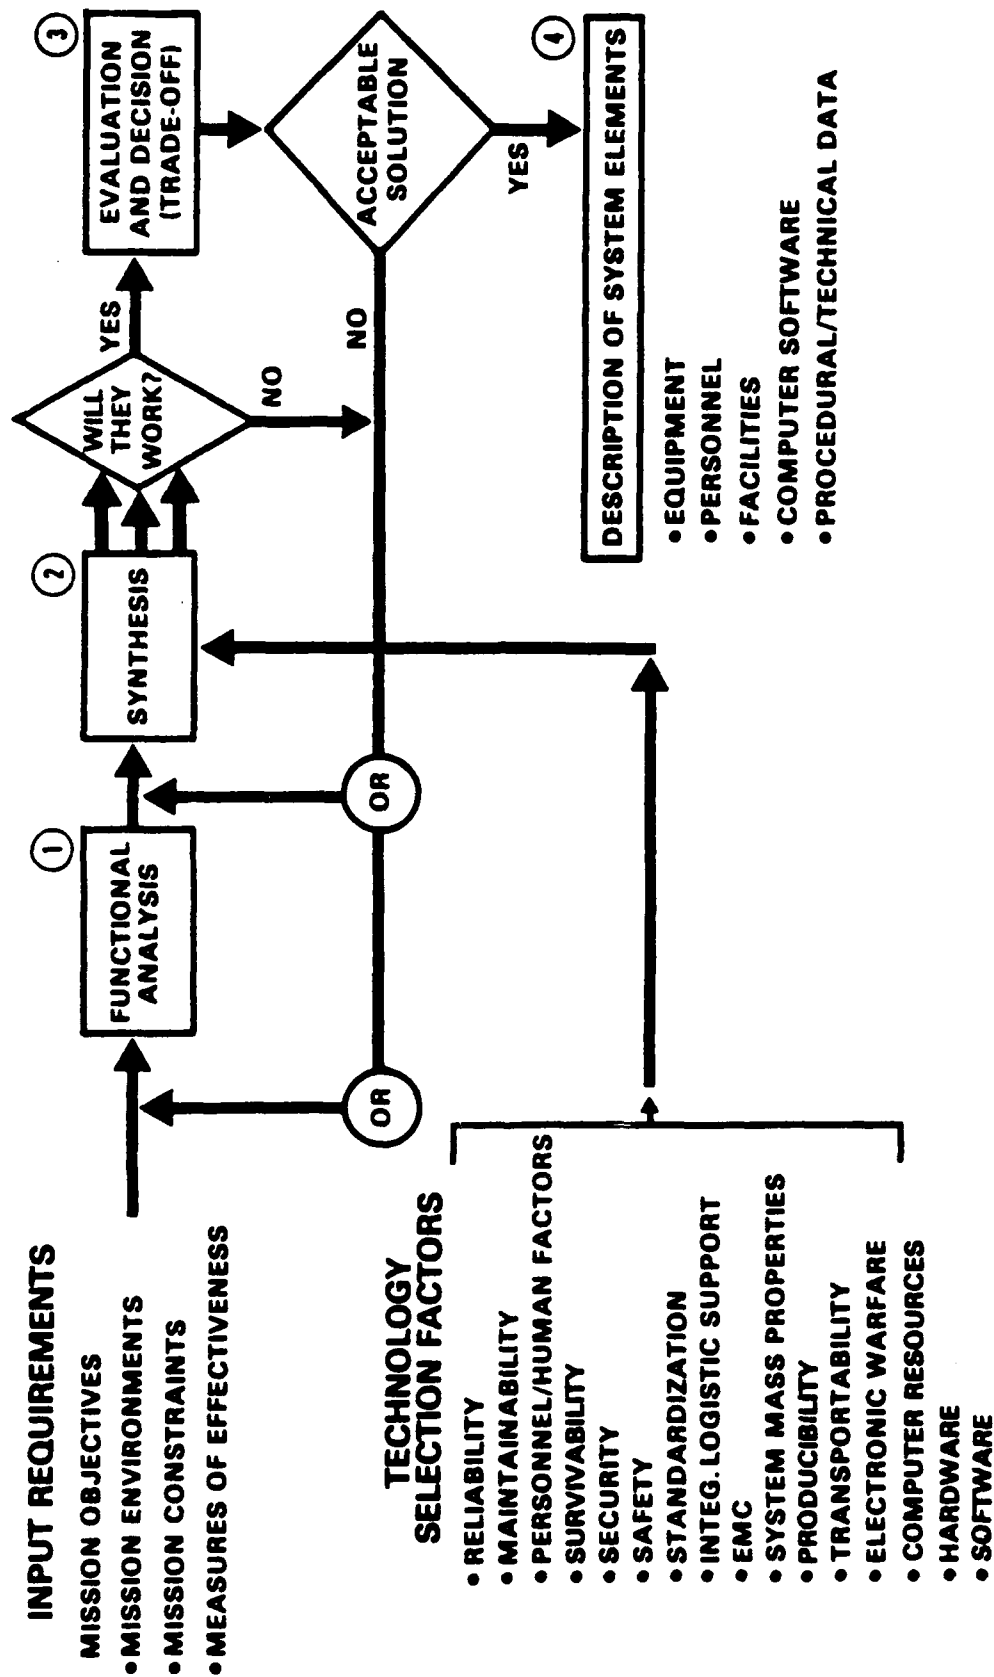 INPUT REQUIREMENTS
MISSION OBJECTIVES
•MISSION ENVIRONMENTS
•MISSION CONSTRAINTS
•MEASURES OF EFFECTIVENESS
1
FUNCTIONAL
ANALYSIS
2
SYNTHESIS
WILL
THEY
WORK?
YES
NO
3
EVALUATION
AND DECISION
(TRADE-OFF)
ACCEPTABLE
SOLUTION
NO
YES
OR
OR
4
DESCRIPTION OF SYSTEM ELEMENTS
•EQUIPMENT
•PERSONNEL
•FACILITIES
•COMPUTER SOFTWARE
•PROCEDURAL/TECHNICAL DATA
TECHNOLOGY
SELECTION FACTORS
•RELIABILITY
•MAINTAINABILITY
•PERSONNEL/HUMAN FACTORS
•SURVIVABILITY
•SECURITY
•SAFETY
•STANDARDIZATION
•INTEG. LOGISTIC SUPPORT
•EMC
•SYSTEM MASS PROPERTIES
•PRODUCIBILITY
•TRANSPORTABILITY
•ELECTRONIC WARFARE
•COMPUTER RESOURCES
•HARDWARE
•SOFTWARE